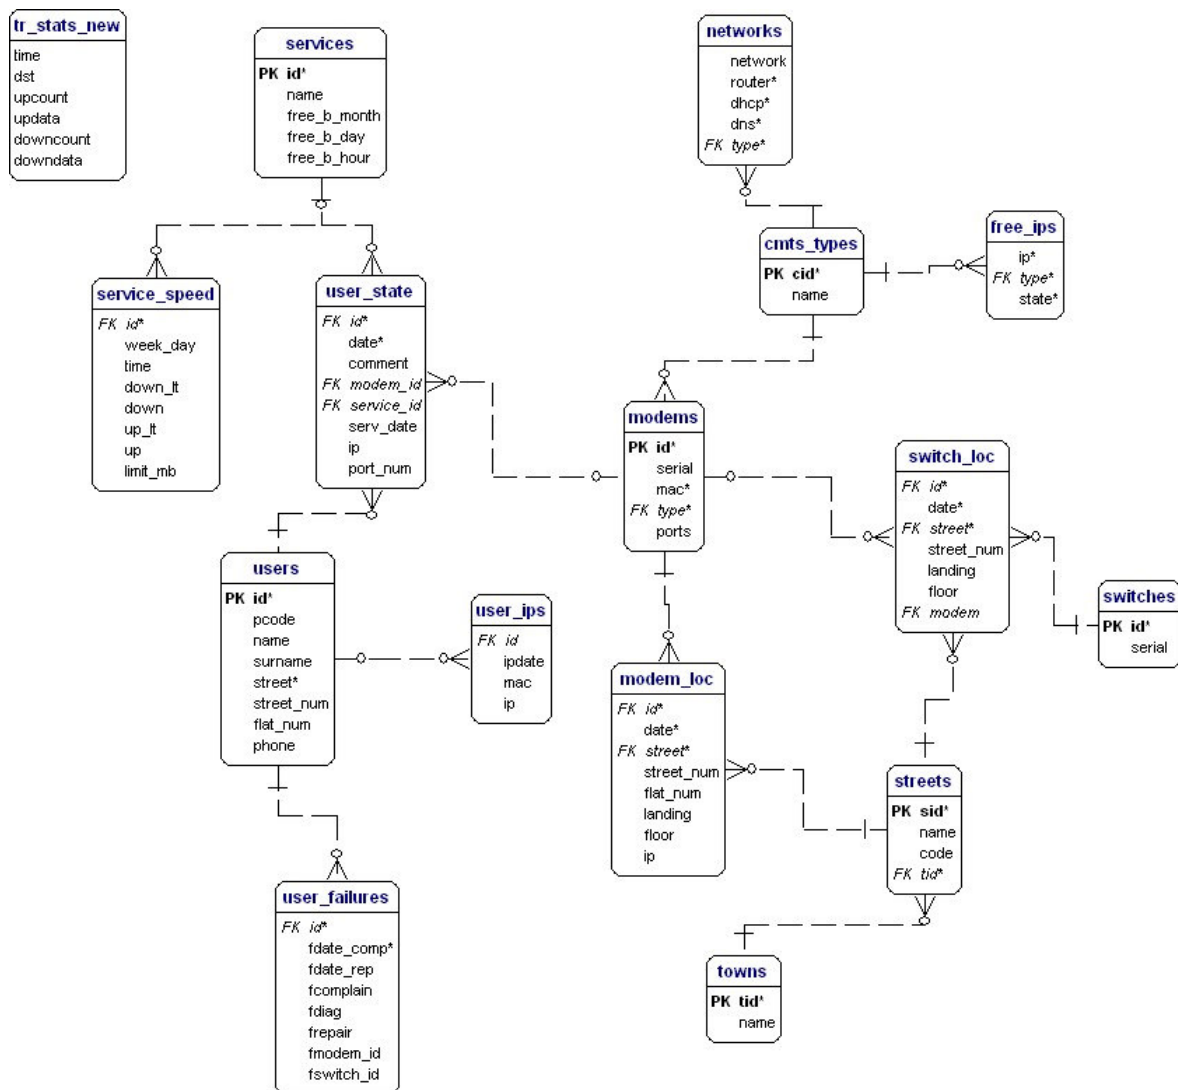 tr_stats_new
time
dst
upcount
updata
downcount
downdata
services
PK id*
name
free_b_month
free_b_day
free_b_hour
networks
network
router*
dhcp*
dns*
FK type*
cmts_types
PK cid*
name
free_ips
ip*
FK type*
state*
service_speed
FK id*
week_day
time
down_lt
down
up_lt
up
limit_mb
user_state
FK id*
date*
comment
FK modem_id
FK service_id
serv_date
ip
port_num
modems
PK id*
serial
mac*
FK type*
ports
switch_loc
FK id*
date*
FK street*
street_num
landing
floor
FK modem
switches
PK id*
serial
users
PK id*
pcode
name
surname
street*
street_num
flat_num
phone
user_ips
FK id
ipdate
mac
ip
modem_loc
FK id*
date*
FK street*
street_num
flat_num
landing
floor
ip
streets
PK sid*
name
code
FK tid*
user_failures
FK id*
fdate_comp*
fdate_rep
fcomplain
fdiag
frepair
fmodem_id
fswitch_id
towns
PK tid*
name